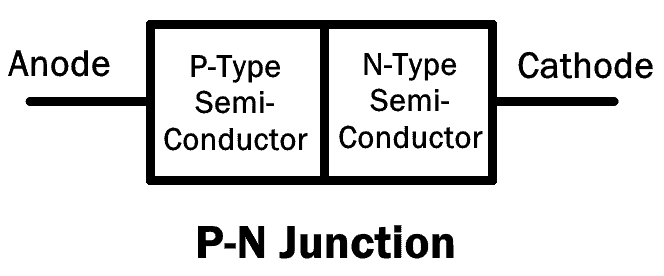 Anode
P-Type
Semi-
Conductor
N-Type
Semi-
Conductor
Cathode
P-N Junction